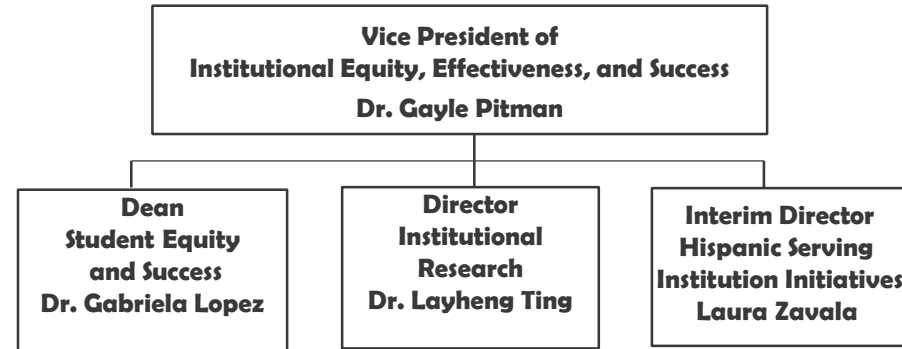 Vice President of
Institutional Equity, Effectiveness, and Success
Dr. Gayle Pitman
Dean
Student Equity
and Success
Dr. Gabriela Lopez
Director
Institutional
Research
Dr. Layheng Ting
Interim Director
Hispanic Serving
Institution Initiatives
Laura Zavala